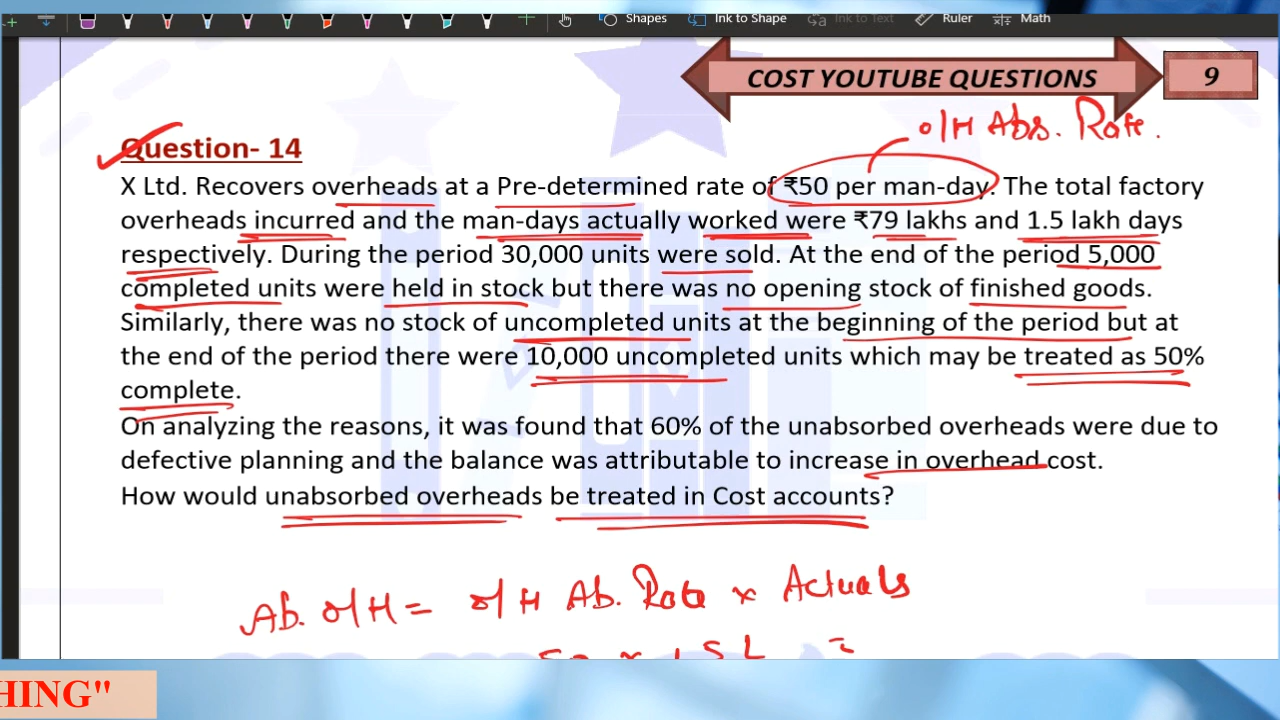 Shapes Ink to Shape Ink to Text Ruler Math
COST YOUTUBE QUESTIONS 9
O/H Abs. Rate.
Question- 14
X Ltd. Recovers overheads at a Pre-determined rate of ₹50 per man-day. The total factory
overheads incurred and the man-days actually worked were ₹79 lakhs and 1.5 lakh days
respectively. During the period 30,000 units were sold. At the end of the period 5,000
completed units were held in stock but there was no opening stock of finished goods.
Similarly, there was no stock of uncompleted units at the beginning of the period but at
the end of the period there were 10,000 uncompleted units which may be treated as 50%
complete.
On analyzing the reasons, it was found that 60% of the unabsorbed overheads were due to
defective planning and the balance was attributable to increase in overhead cost.
How would unabsorbed overheads be treated in Cost accounts?
Ab. O/H = O/H Ab. Rate x Actuals
HING"